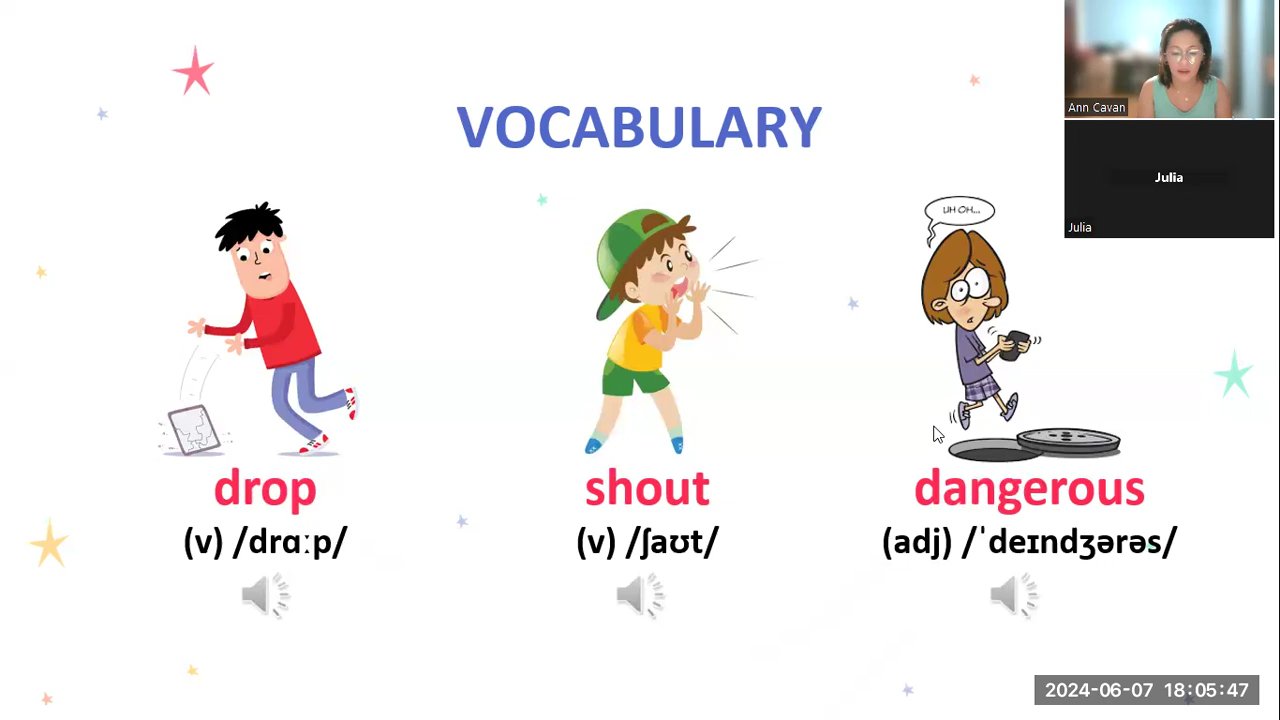 VOCABULARY
UH OH...
drop
(v) /drɑːp/
shout
(v) /ʃaʊt/
dangerous
(adj) /ˈdeɪndʒərəs/
Ann Cavan
Julia
Julia
2024-06-07 18:05:47